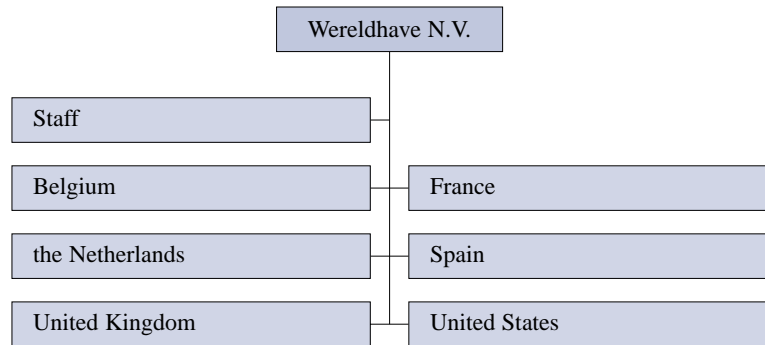 Wereldhave N.V.
Staff
Belgium
France
the Netherlands
Spain
United Kingdom
United States